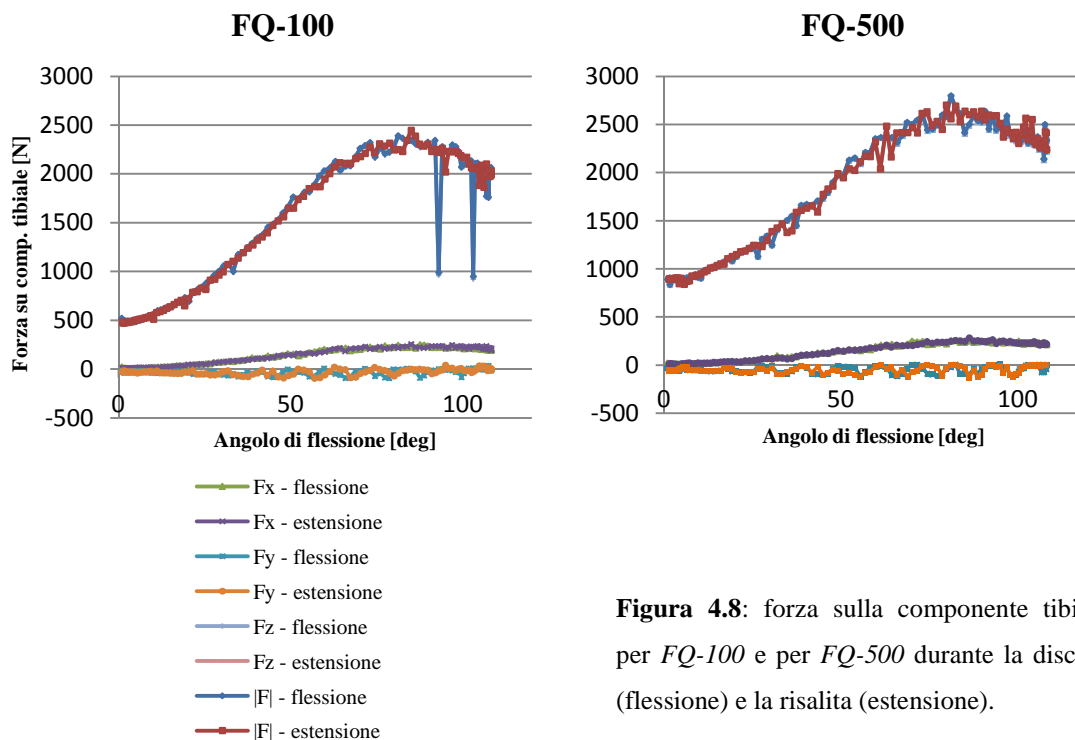 FQ-100
FQ-500
Forza su comp. tibiale [N]
3000
2500
2000
1500
1000
500
0
-500
0
50
100
Angolo di flessione [deg]
3000
2500
2000
1500
1000
500
0
-500
0
50
100
Angolo di flessione [deg]
Fx - flessione
Fx - estensione
Fy - flessione
Fy - estensione
Fz - flessione
Fz - estensione
|F| - flessione
|F| - estensione
Figura 4.8: forza sulla componente tibi
per FQ-100 e per FQ-500 durante la disc
(flessione) e la risalita (estensione).